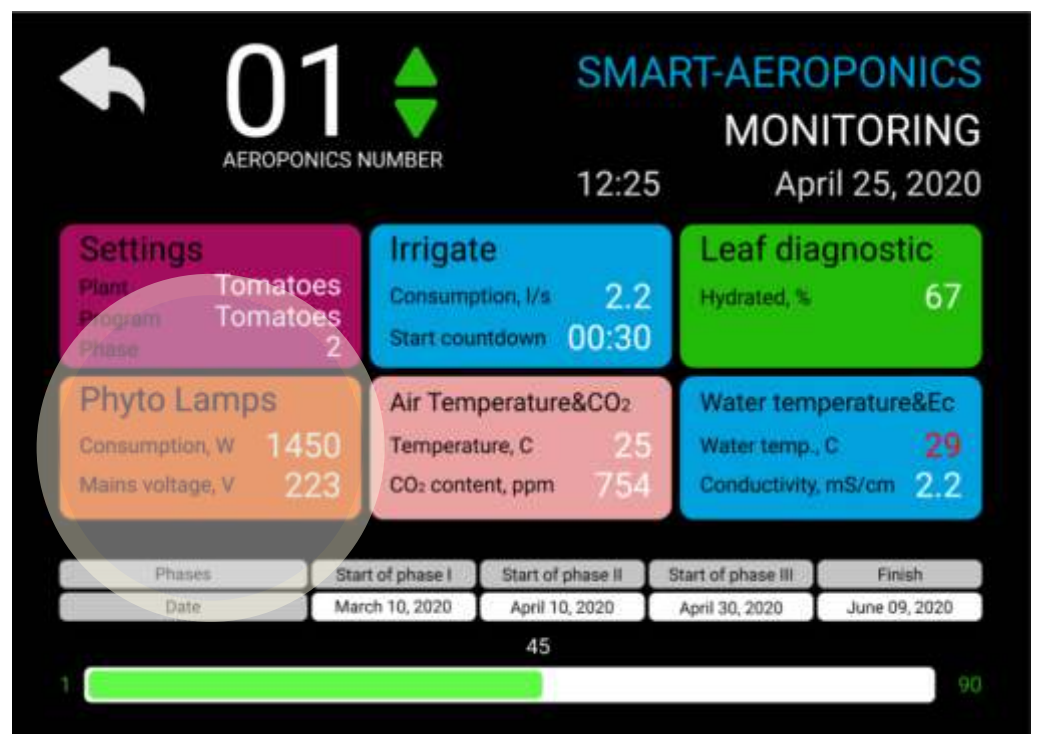 01
AEROPONICS NUMBER
SMART-AEROPONICS
MONITORING
12:25 April 25, 2020
Settings
Plant Tomatoes
Program Tomatoes
Phase 2
Irrigate
Consumption, l/s 2.2
Start countdown 00:30
Leaf diagnostic
Hydrated, % 67
Phyto Lamps
Consumption, W 1450
Mains voltage, V 223
Air Temperature&CO₂
Temperature, C 25
CO₂ content, ppm 754
Water temperature&Ec
Water temp., C 29
Conductivity, mS/cm 2.2
Phases Start of phase I Start of phase II Start of phase III Finish
Date March 10, 2020 April 10, 2020 April 30, 2020 June 09, 2020
45
1 90